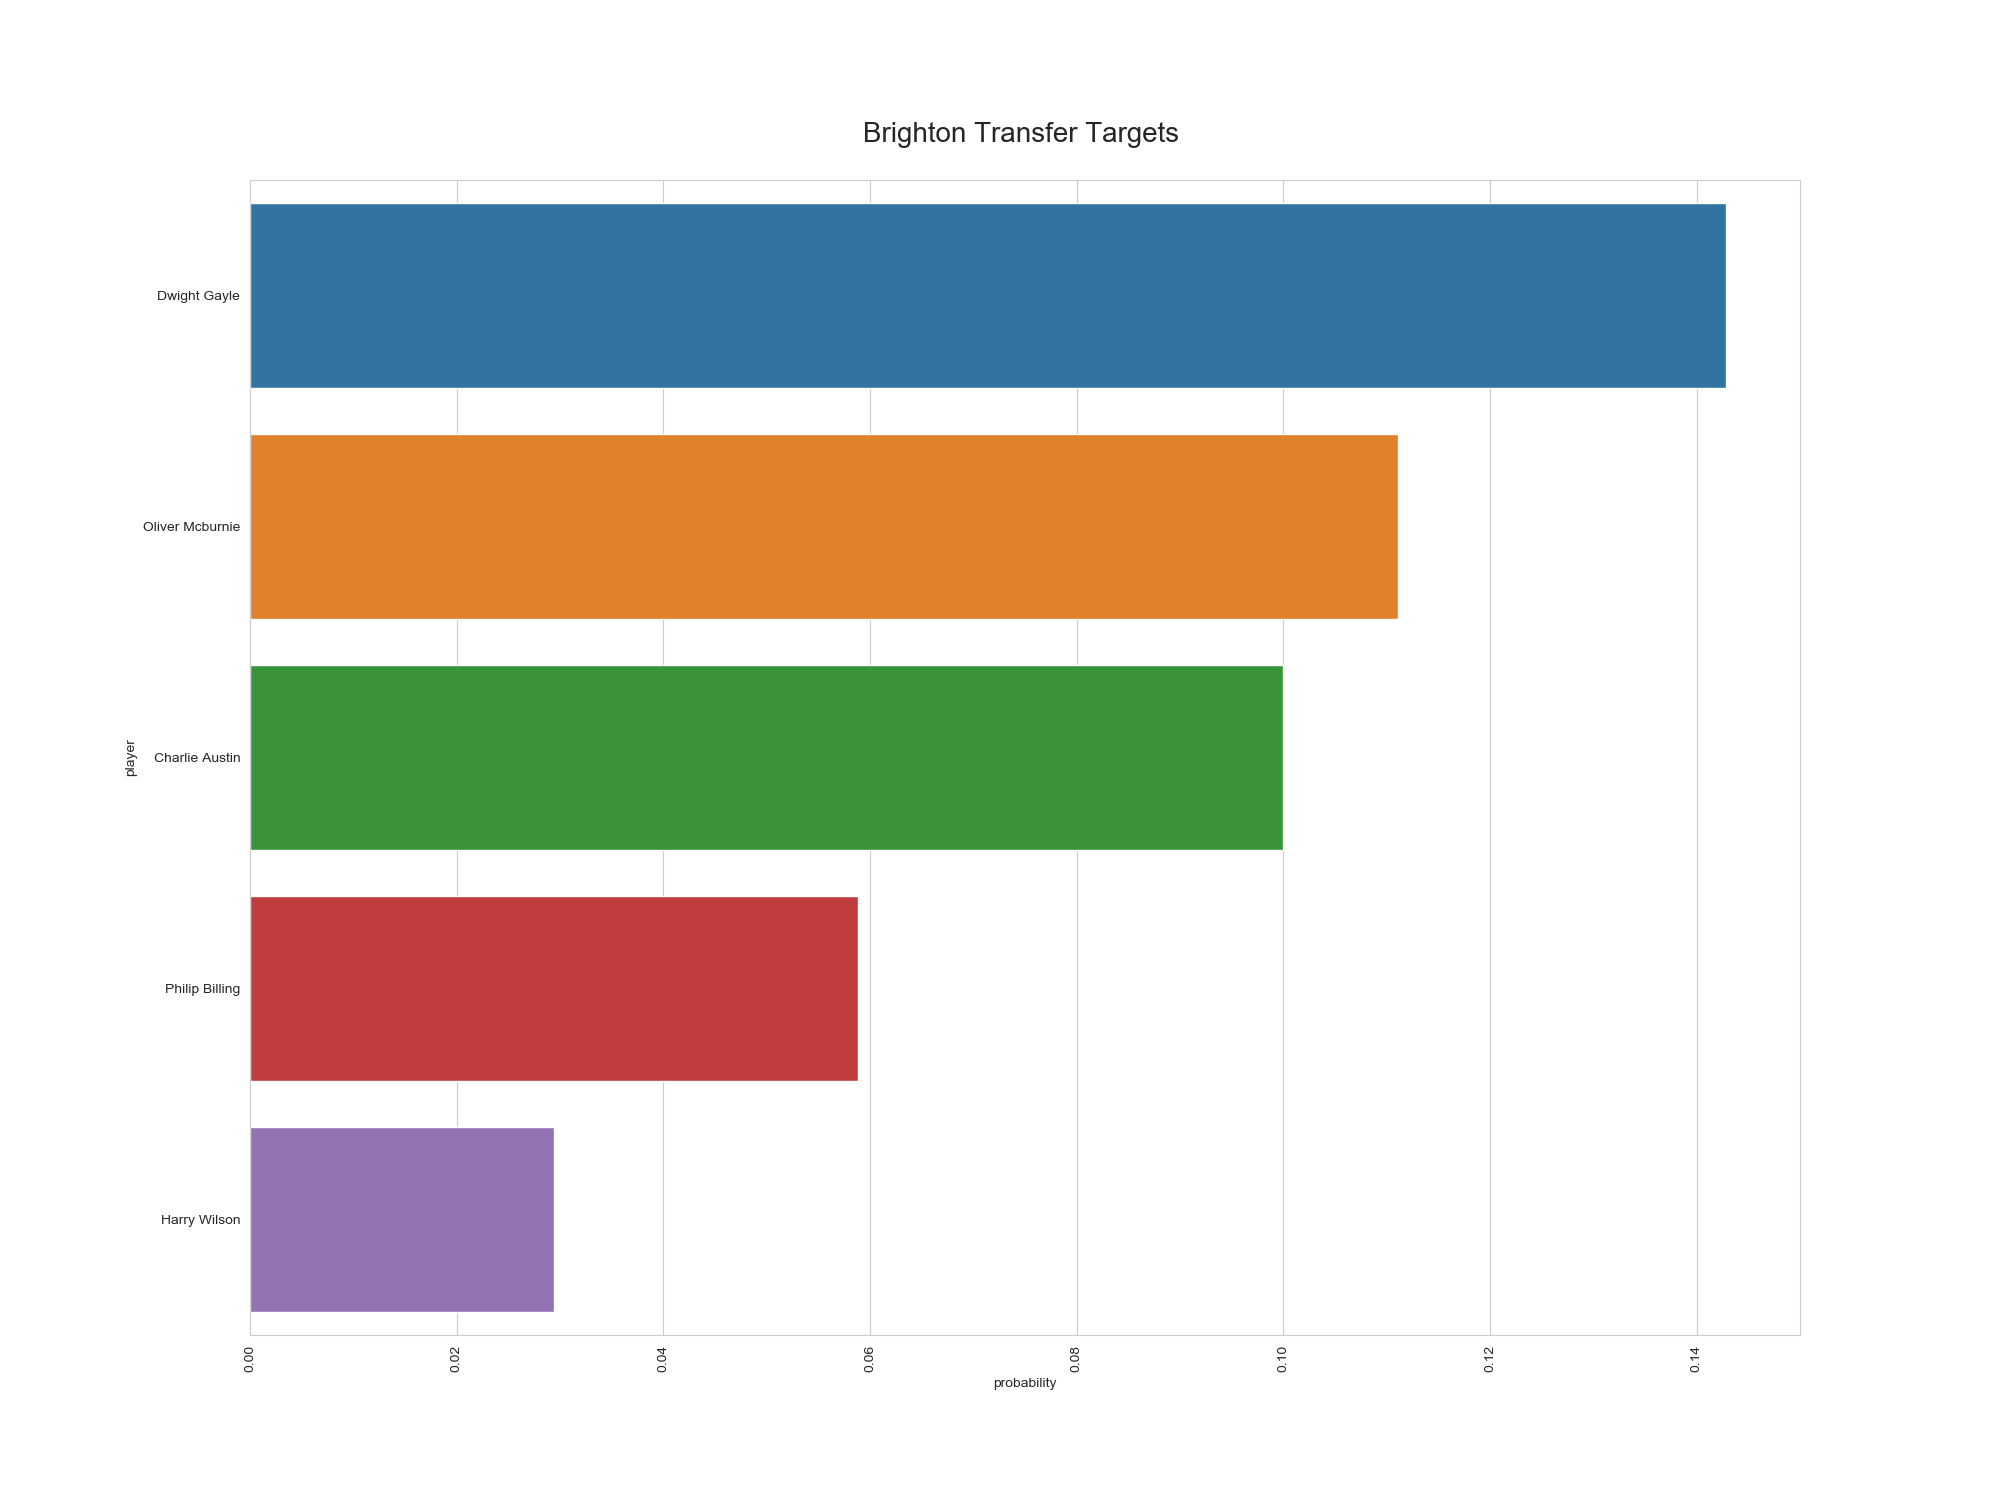 Brighton Transfer Targets
Dwight Gayle
Oliver Mcburnie
Charlie Austin
player
Philip Billing
Harry Wilson
0.00
0.02
0.04
0.06
0.08
0.10
0.12
0.14
probability